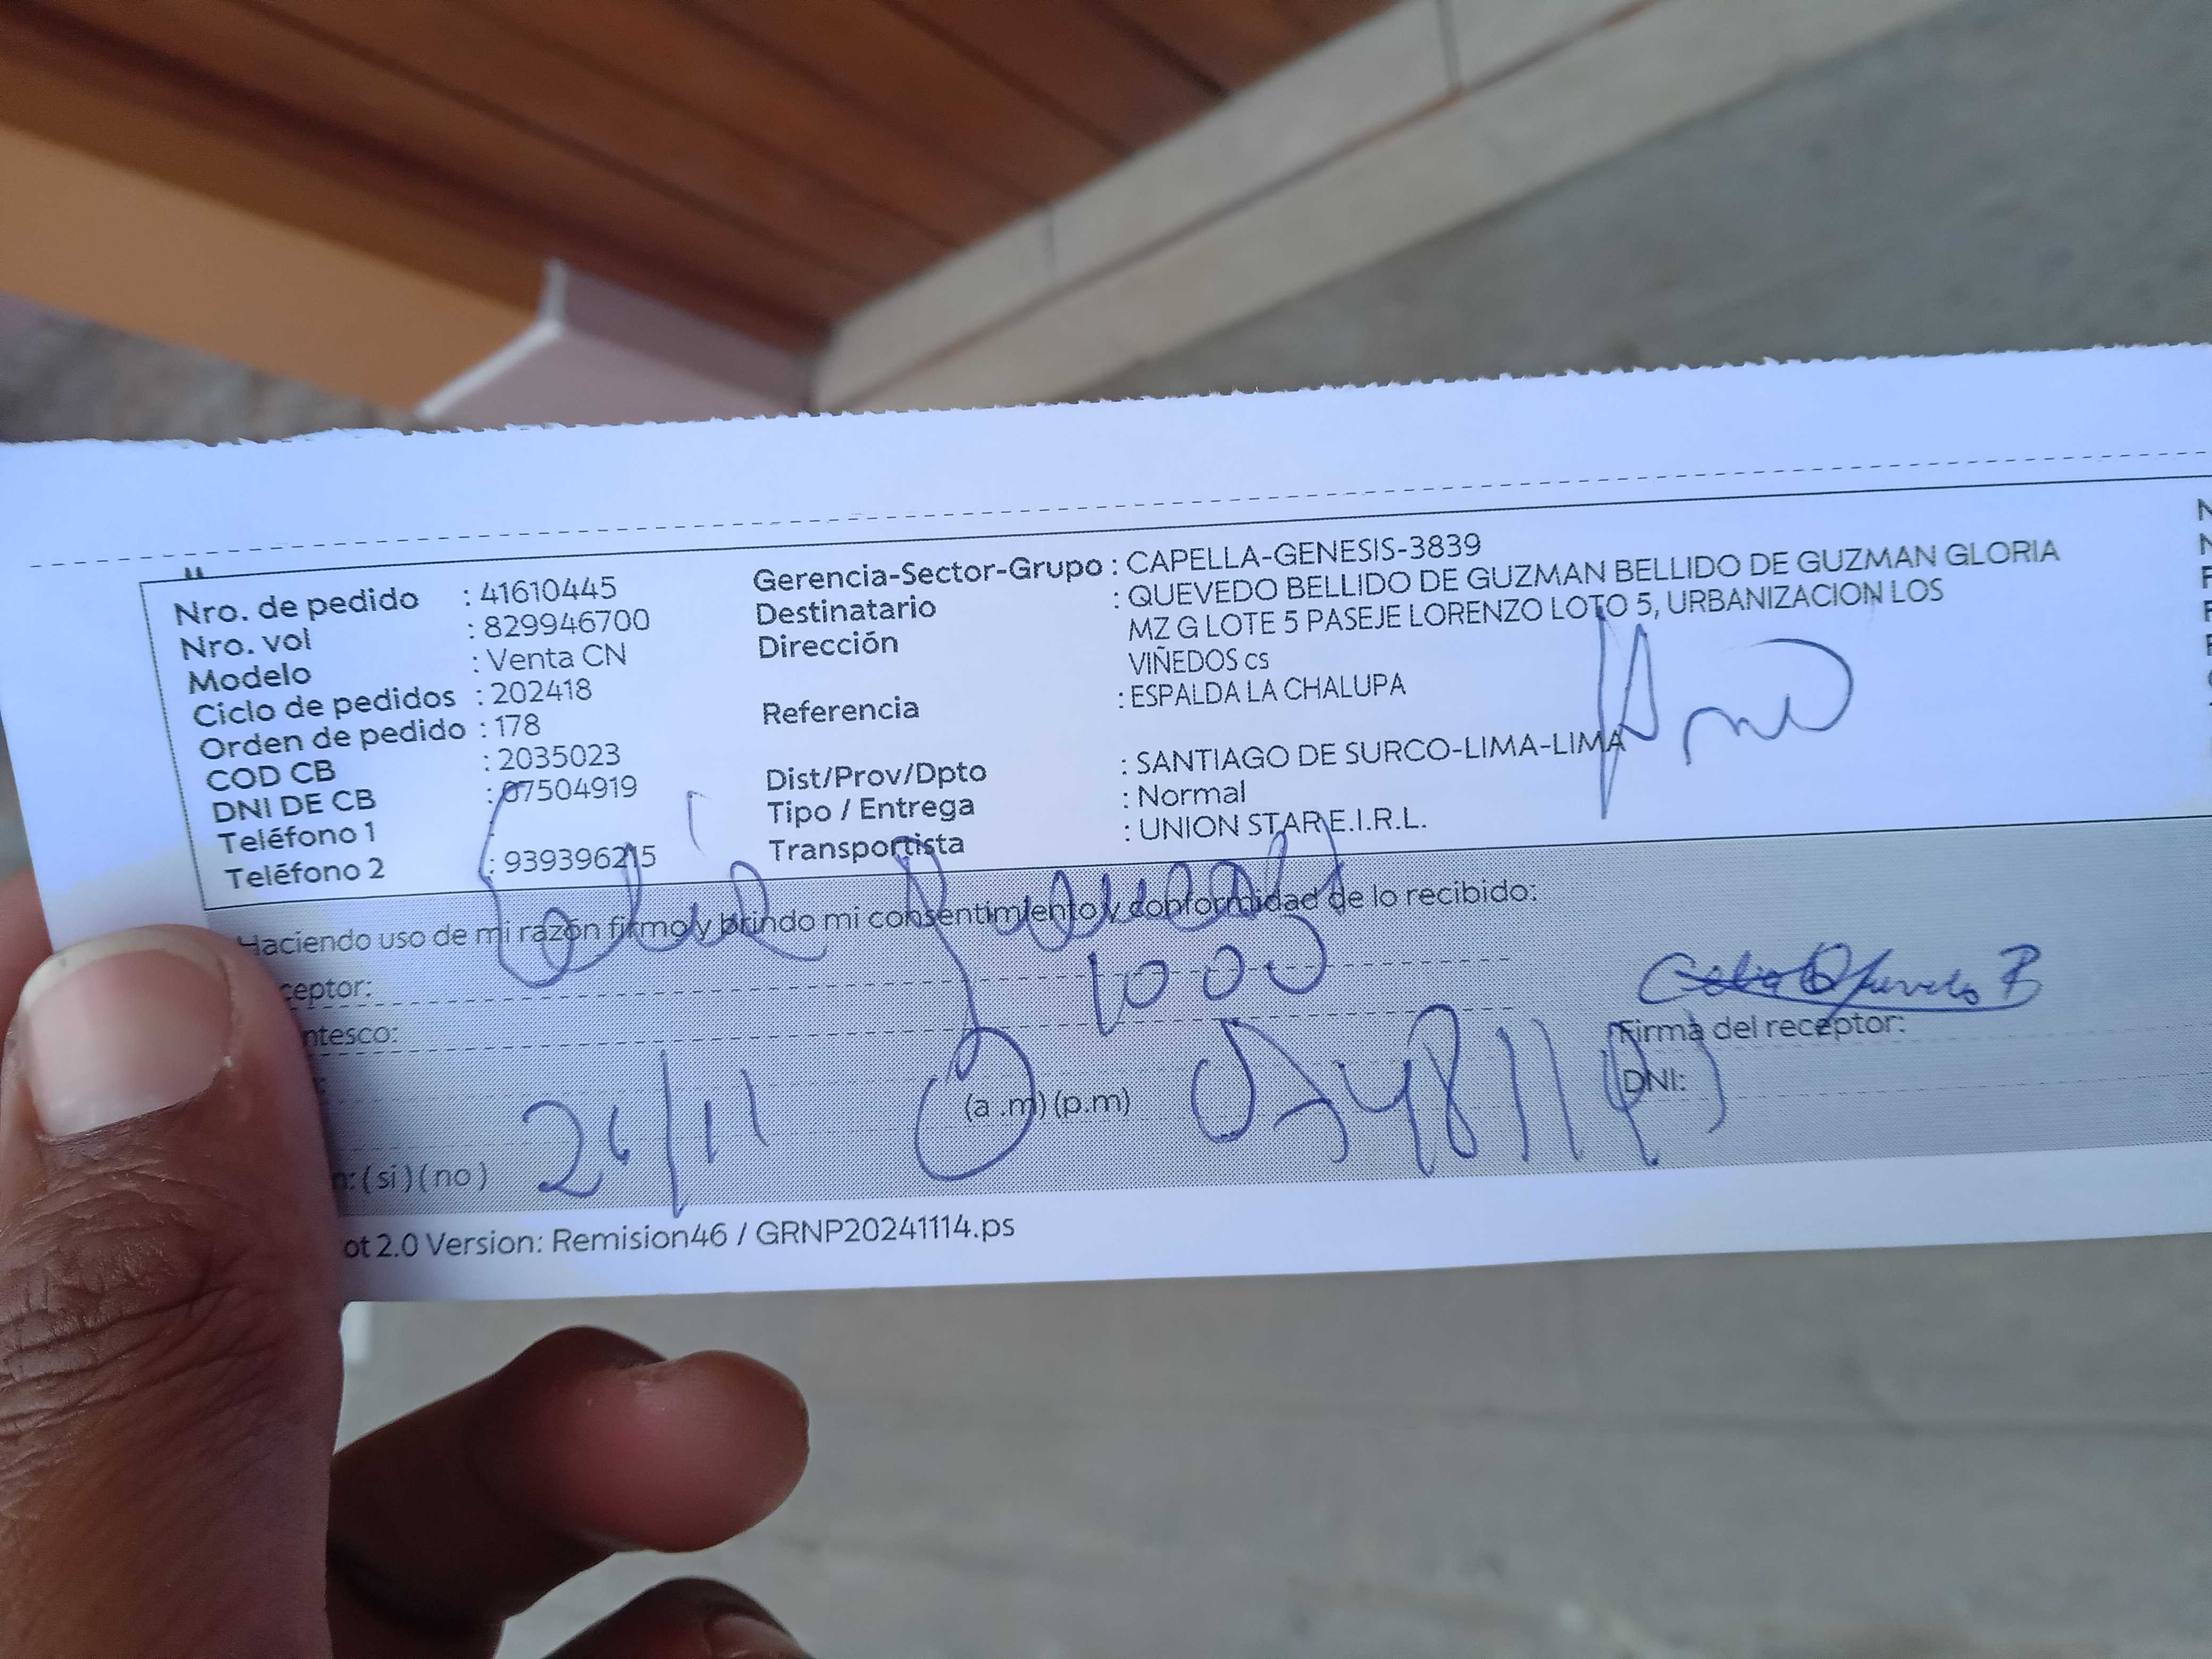 Nro. de pedido : 41610445
Nro. vol : 829946700
Modelo : Venta CN
Ciclo de pedidos : 202418
Orden de pedido : 178
COD CB : 2035023
DNI DE CB : 07504919
Teléfono 1 :
Teléfono 2 : 939396215
Gerencia-Sector-Grupo : CAPELLA-GENESIS-3839
Destinatario : QUEVEDO BELLIDO DE GUZMAN BELLIDO DE GUZMAN GLORIA
Dirección : MZ G LOTE 5 PASEJE LORENZO LOTO 5, URBANIZACION LOS
VIÑEDOS cs
Referencia : ESPALDA LA CHALUPA
Dist/Prov/Dpto : SANTIAGO DE SURCO-LIMA-LIMA
Tipo / Entrega : Normal
Transportista : UNION STAR E.I.R.L.
Haciendo uso de mi razón firmo y brindo mi consentimiento y conformidad de lo recibido:
ceptor:
1000
Celia Quevedo B
ntesco:
Firma del receptor:
(a .m) (p.m)
DNI:
n: ( si ) ( no )
ot 2.0 Version: Remision46 / GRNP20241114.ps